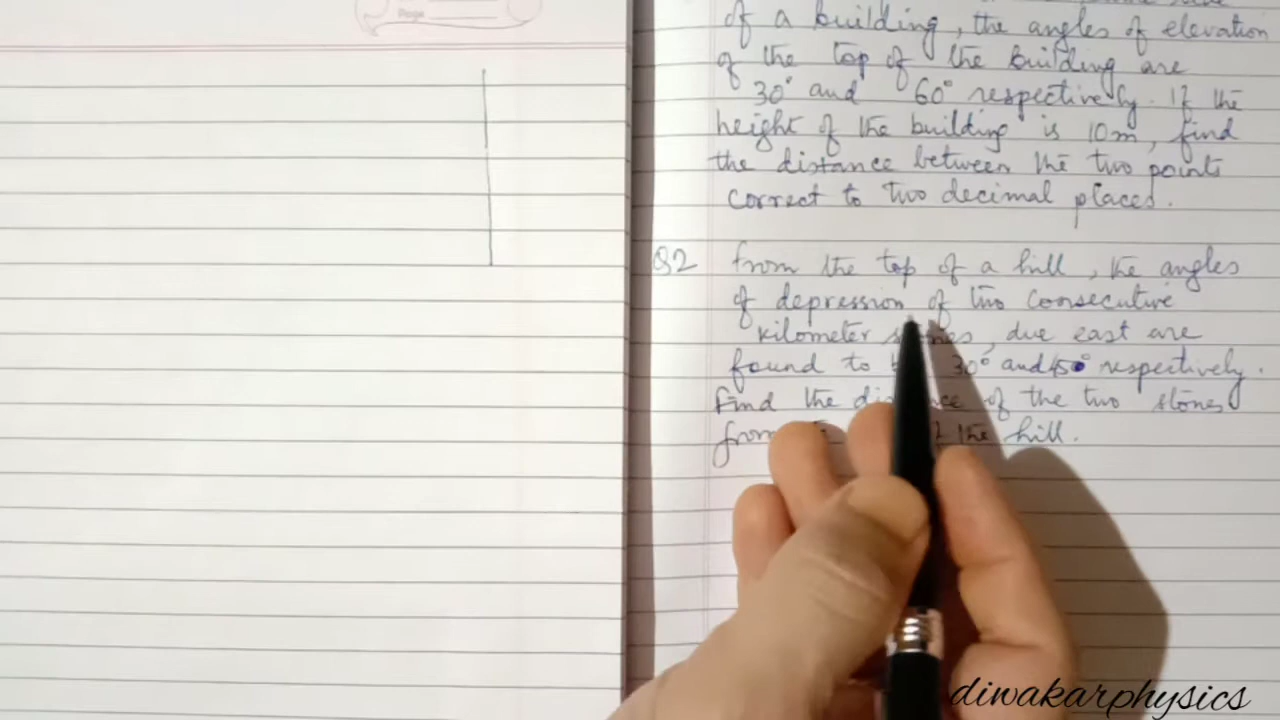 Page
of a building, the angles of elevation
of the top of the building are
30° and 60° respectively. If the
height of the building is 10m, find
the distance between the two points
correct to two decimal places.
Q2 From the top of a hill, the angles
of depression of two consecutive
kilometer, due east are
found to 30° and 45° respectively.
Find the of the two stones
from the hill.
diwakarphysics